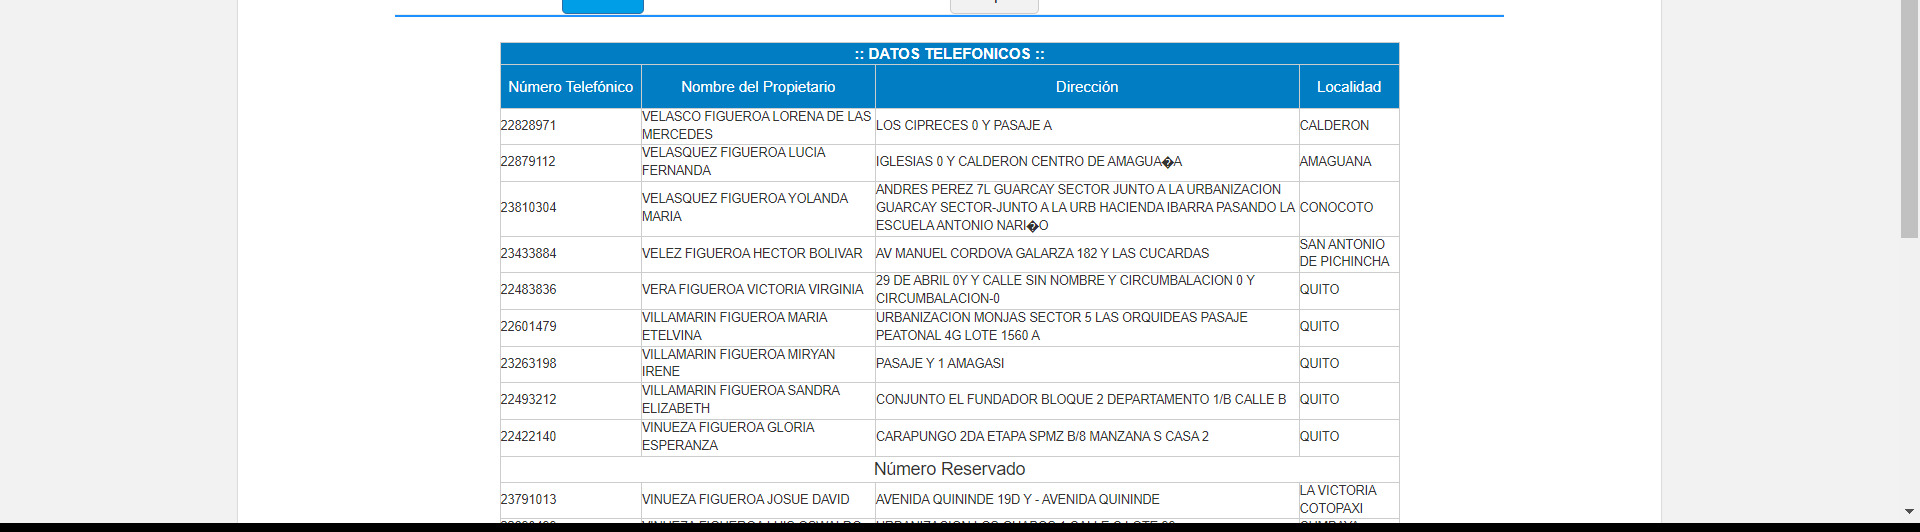 :: DATOS TELEFONICOS ::
Número Telefónico Nombre del Propietario Dirección Localidad
22828971 VELASCO FIGUEROA LORENA DE LAS MERCEDES LOS CIPRECES 0 Y PASAJE A CALDERON
22879112 VELASQUEZ FIGUEROA LUCIA FERNANDA IGLESIAS 0 Y CALDERON CENTRO DE AMAGUA�A AMAGUANA
23810304 VELASQUEZ FIGUEROA YOLANDA MARIA ANDRES PEREZ 7L GUARCAY SECTOR JUNTO A LA URBANIZACION GUARCAY SECTOR-JUNTO A LA URB HACIENDA IBARRA PASANDO LA ESCUELA ANTONIO NARI�O CONOCOTO
23433884 VELEZ FIGUEROA HECTOR BOLIVAR AV MANUEL CORDOVA GALARZA 182 Y LAS CUCARDAS SAN ANTONIO DE PICHINCHA
22483836 VERA FIGUEROA VICTORIA VIRGINIA 29 DE ABRIL 0Y Y CALLE SIN NOMBRE Y CIRCUMBALACION 0 Y CIRCUMBALACION-0 QUITO
22601479 VILLAMARIN FIGUEROA MARIA ETELVINA URBANIZACION MONJAS SECTOR 5 LAS ORQUIDEAS PASAJE PEATONAL 4G LOTE 1560 A QUITO
23263198 VILLAMARIN FIGUEROA MIRYAN IRENE PASAJE Y 1 AMAGASI QUITO
22493212 VILLAMARIN FIGUEROA SANDRA ELIZABETH CONJUNTO EL FUNDADOR BLOQUE 2 DEPARTAMENTO 1/B CALLE B QUITO
22422140 VINUEZA FIGUEROA GLORIA ESPERANZA CARAPUNGO 2DA ETAPA SPMZ B/8 MANZANA S CASA 2 QUITO
Número Reservado
23791013 VINUEZA FIGUEROA JOSUE DAVID AVENIDA QUININDE 19D Y - AVENIDA QUININDE LA VICTORIA COTOPAXI